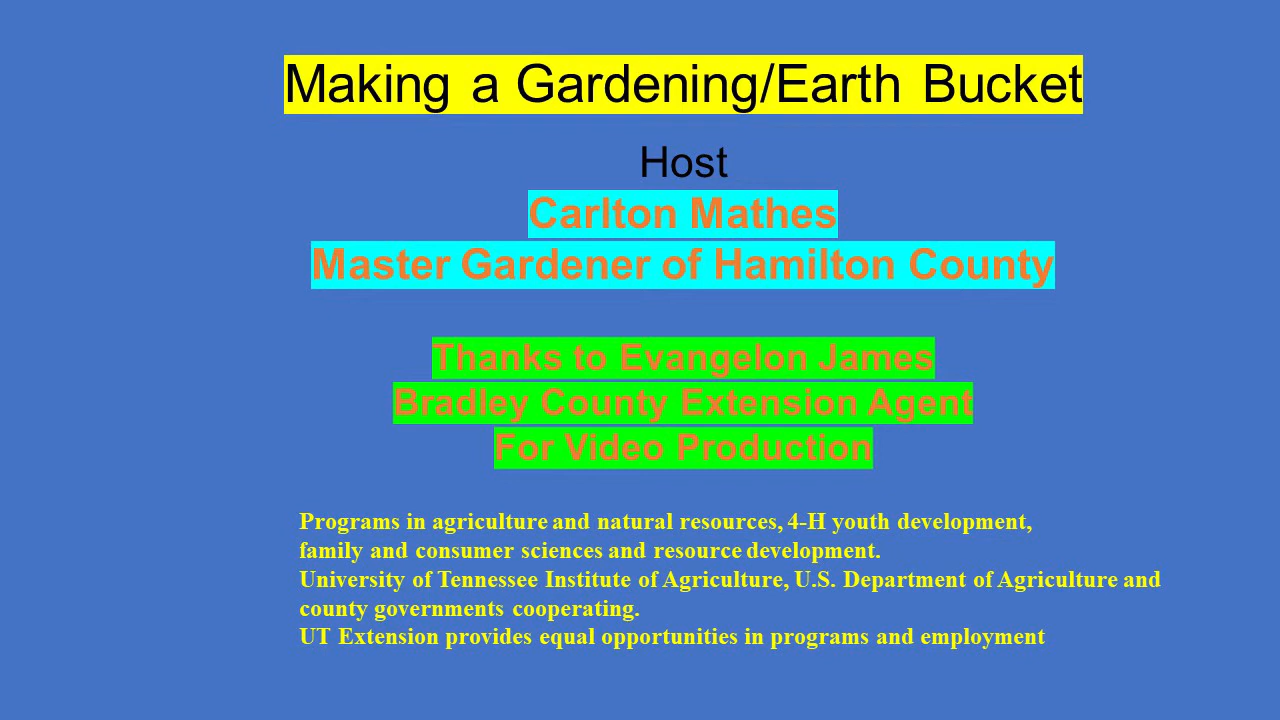 Making a Gardening/Earth Bucket
Host
Carlton Mathes
Master Gardener of Hamilton County
Thanks to Evangelon James
Bradley County Extension Agent
For Video Production
Programs in agriculture and natural resources, 4-H youth development,
family and consumer sciences and resource development.
University of Tennessee Institute of Agriculture, U.S. Department of Agriculture and
county governments cooperating.
UT Extension provides equal opportunities in programs and employment